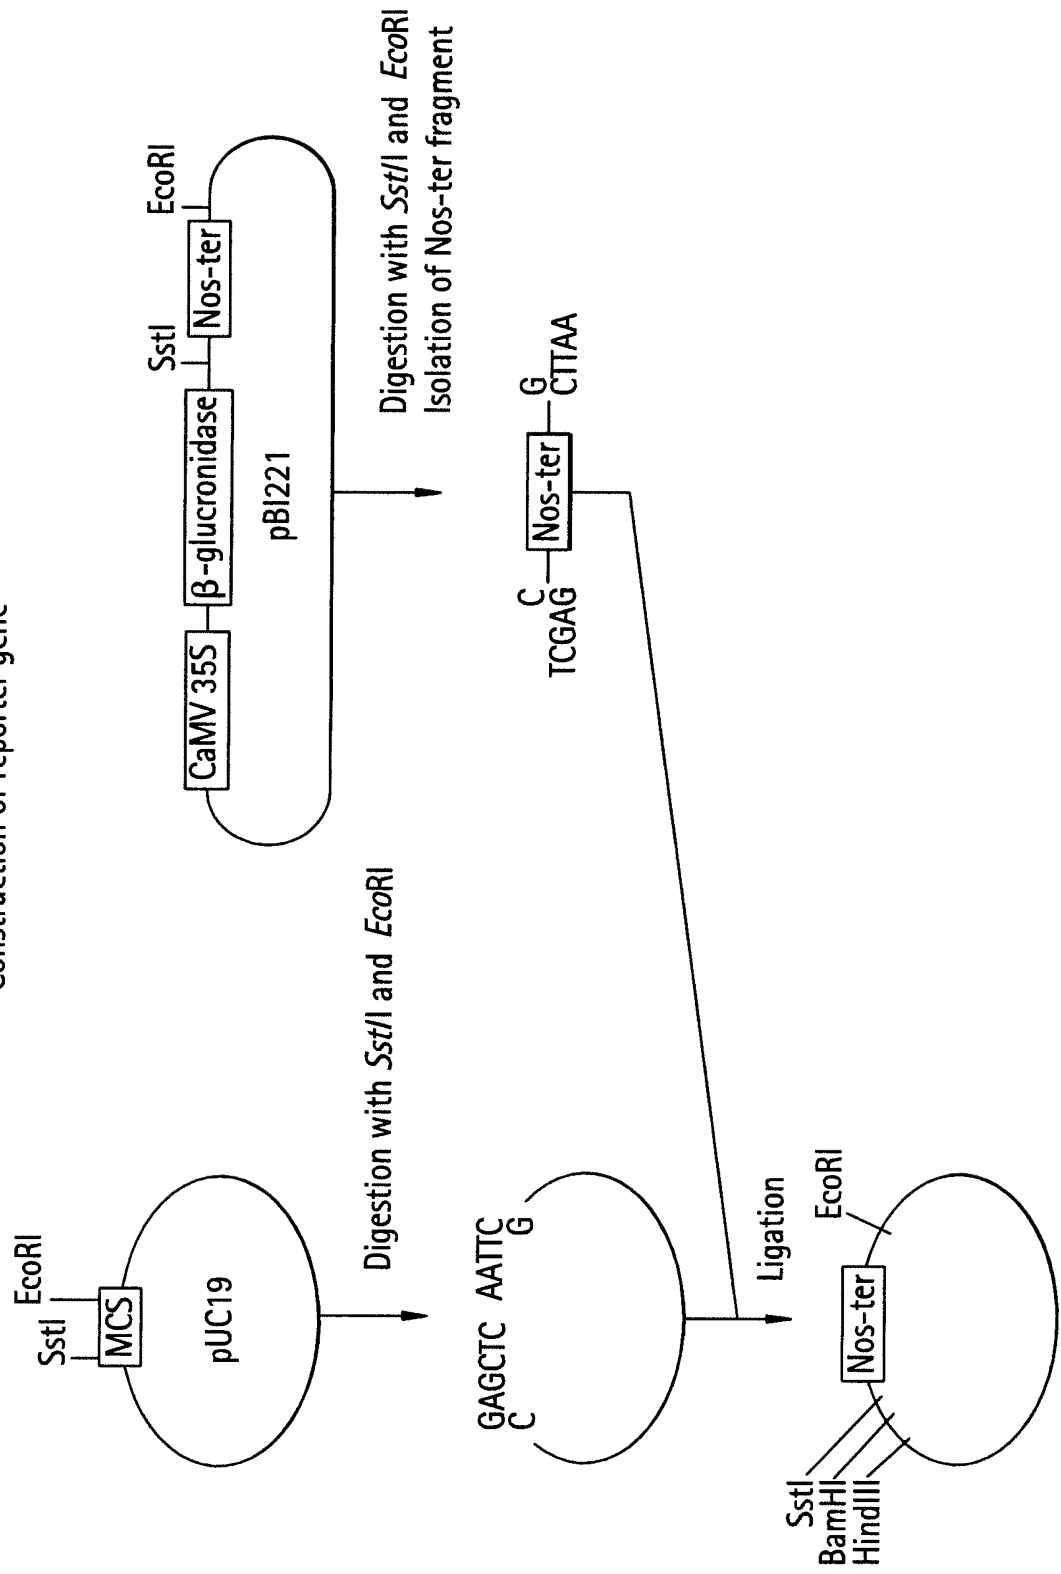 Construction of reporter gene
SstI
EcoRI
MCS
pUC19
Digestion with SstI and EcoRI
CaMV 35S
β-glucronidase
SstI
Nos-ter
EcoRI
pBI221
Digestion with SstI and EcoRI
Isolation of Nos-ter fragment
GAGCTC AATTC
C G
C
TCGAG
Nos-ter
G
CTTAA
Ligation
SstI
BamHI
HindIII
Nos-ter
EcoRI